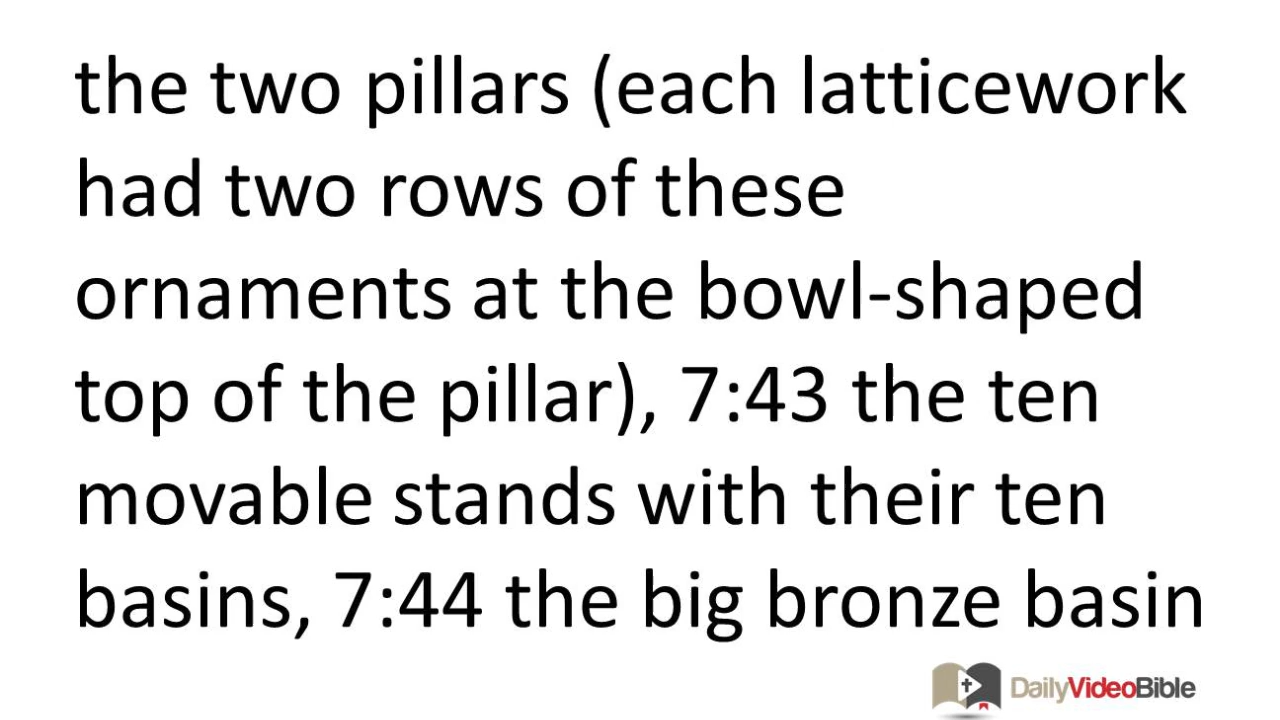 the two pillars (each latticework
had two rows of these
ornaments at the bowl-shaped
top of the pillar), 7:43 the ten
movable stands with their ten
basins, 7:44 the big bronze basin
DailyVideoBible